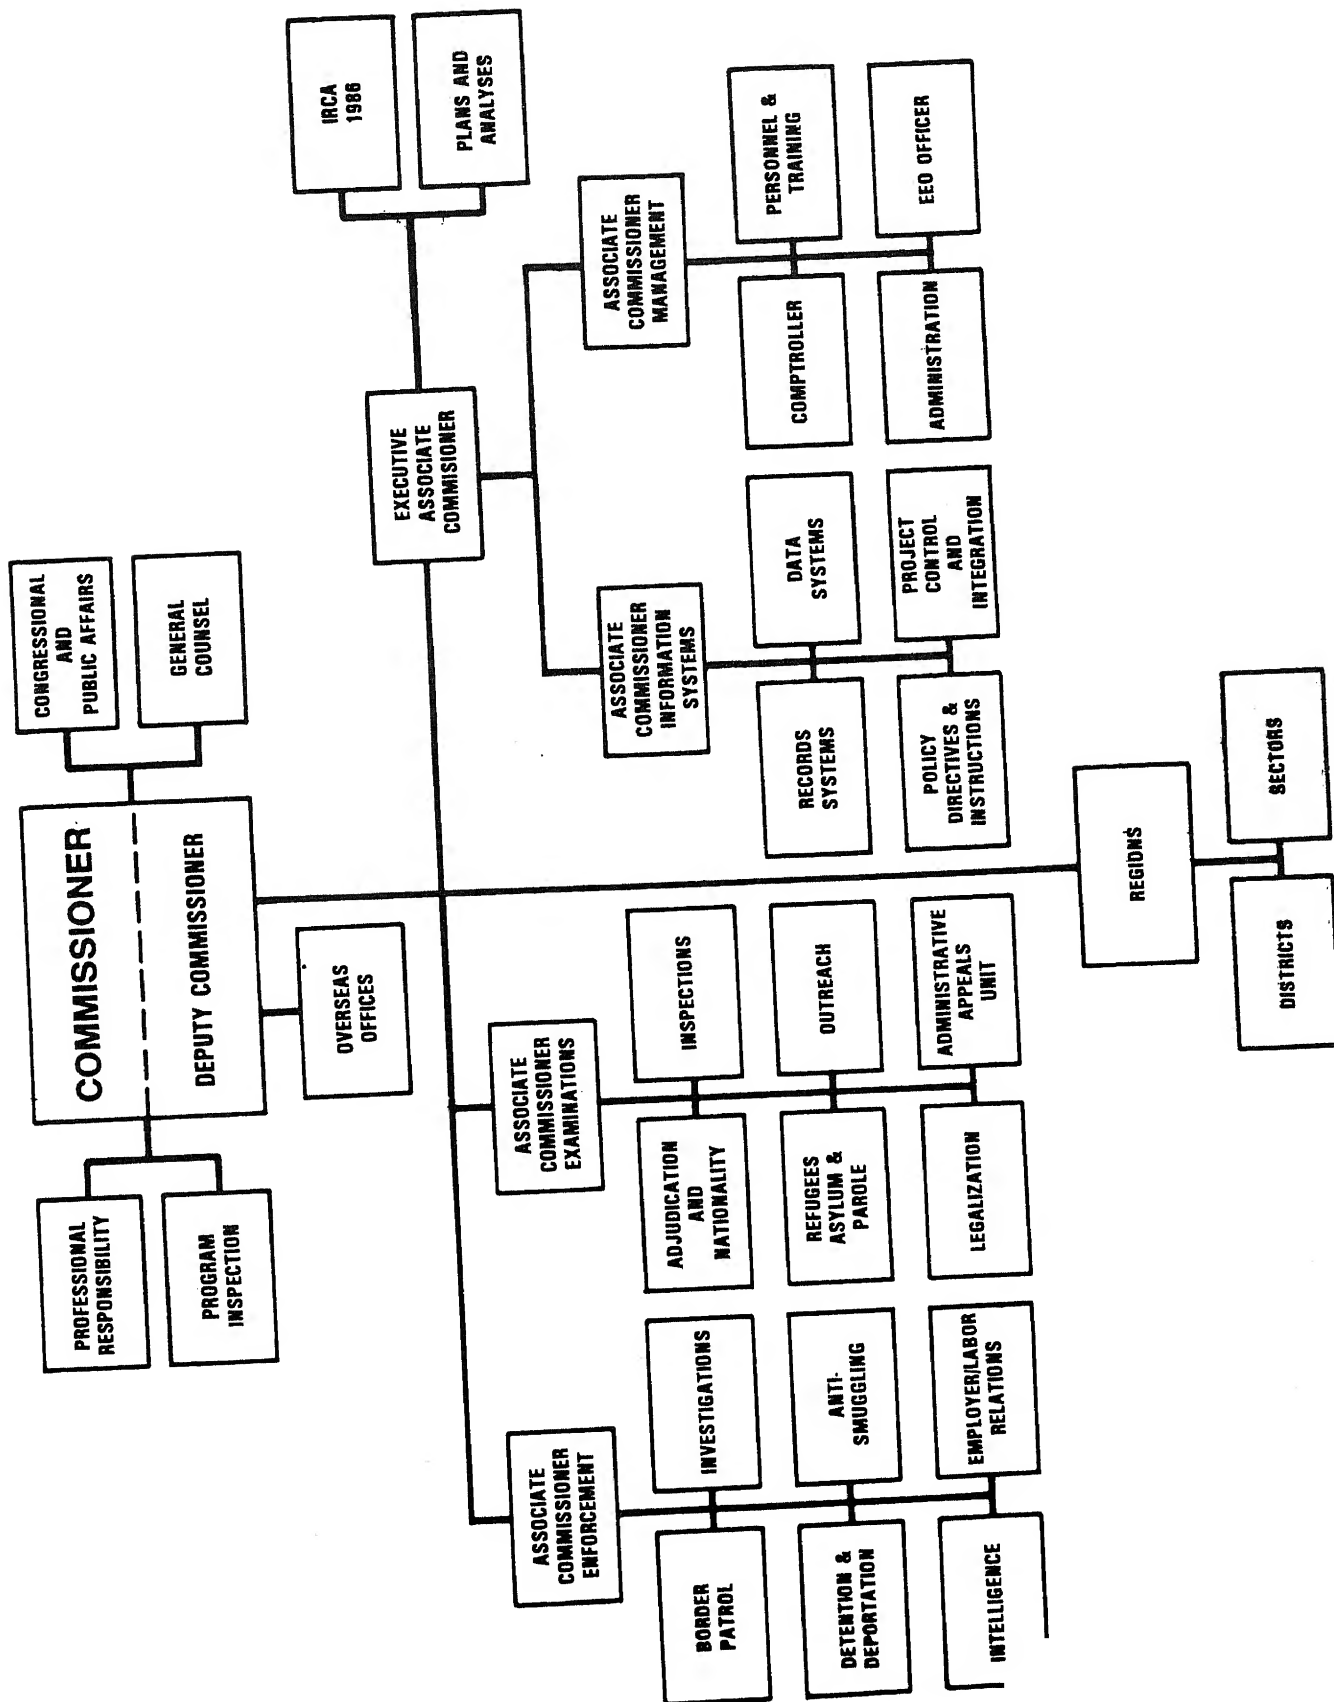 COMMISSIONER
DEPUTY COMMISSIONER
PROFESSIONAL
RESPONSIBILITY
PROGRAM
INSPECTION
CONGRESSIONAL
AND
PUBLIC AFFAIRS
GENERAL
COUNSEL
OVERSEAS
OFFICES
EXECUTIVE
ASSOCIATE
COMMISIONER
IRCA
1986
PLANS AND
ANALYSES
ASSOCIATE
COMMISSIONER
ENFORCEMENT
BORDER
PATROL
INVESTIGATIONS
DETENTION &
DEPORTATION
ANTI-
SMUGGLING
INTELLIGENCE
EMPLOYER/LABOR
RELATIONS
ASSOCIATE
COMMISSIONER
EXAMINATIONS
ADJUDICATION
AND
NATIONALITY
INSPECTIONS
REFUGEES
ASYLUM &
PAROLE
OUTREACH
LEGALIZATION
ADMINISTRATIVE
APPEALS
UNIT
ASSOCIATE
COMMISSIONER
INFORMATION
SYSTEMS
RECORDS
SYSTEMS
DATA
SYSTEMS
POLICY
DIRECTIVES &
INSTRUCTIONS
PROJECT
CONTROL
AND
INTEGRATION
ASSOCIATE
COMMISSIONER
MANAGEMENT
COMPTROLLER
PERSONNEL &
TRAINING
ADMINISTRATION
EEO OFFICER
REGIONS
DISTRICTS
SECTORS